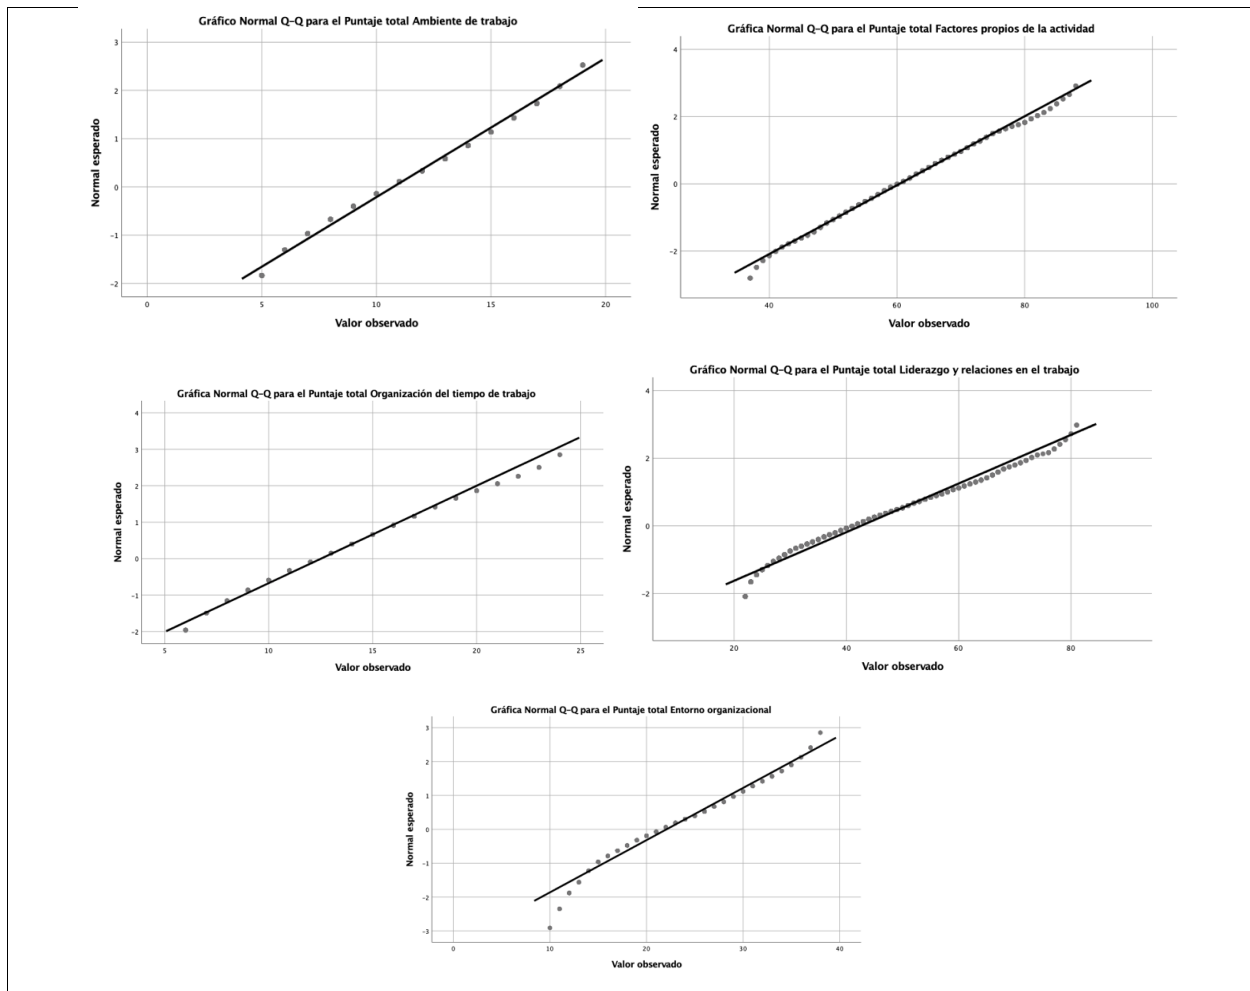 Gráfico Normal Q–Q para el Puntaje total Ambiente de trabajo
3
2
1
0
-1
-2
Normal esperado
0 5 10 15 20
Valor observado
Gráfica Normal Q–Q para el Puntaje total Factores propios de la actividad
4
2
0
-2
Normal esperado
40 60 80 100
Valor observado
Gráfica Normal Q–Q para el Puntaje total Organización del tiempo de trabajo
4
3
2
1
0
-1
-2
Normal esperado
5 10 15 20 25
Valor observado
Gráfico Normal Q–Q para el Puntaje total Liderazgo y relaciones en el trabajo
4
2
0
-2
Normal esperado
20 40 60 80
Valor observado
Gráfica Normal Q–Q para el Puntaje total Entorno organizacional
3
2
1
0
-1
-2
-3
Normal esperado
0 10 20 30 40
Valor observado